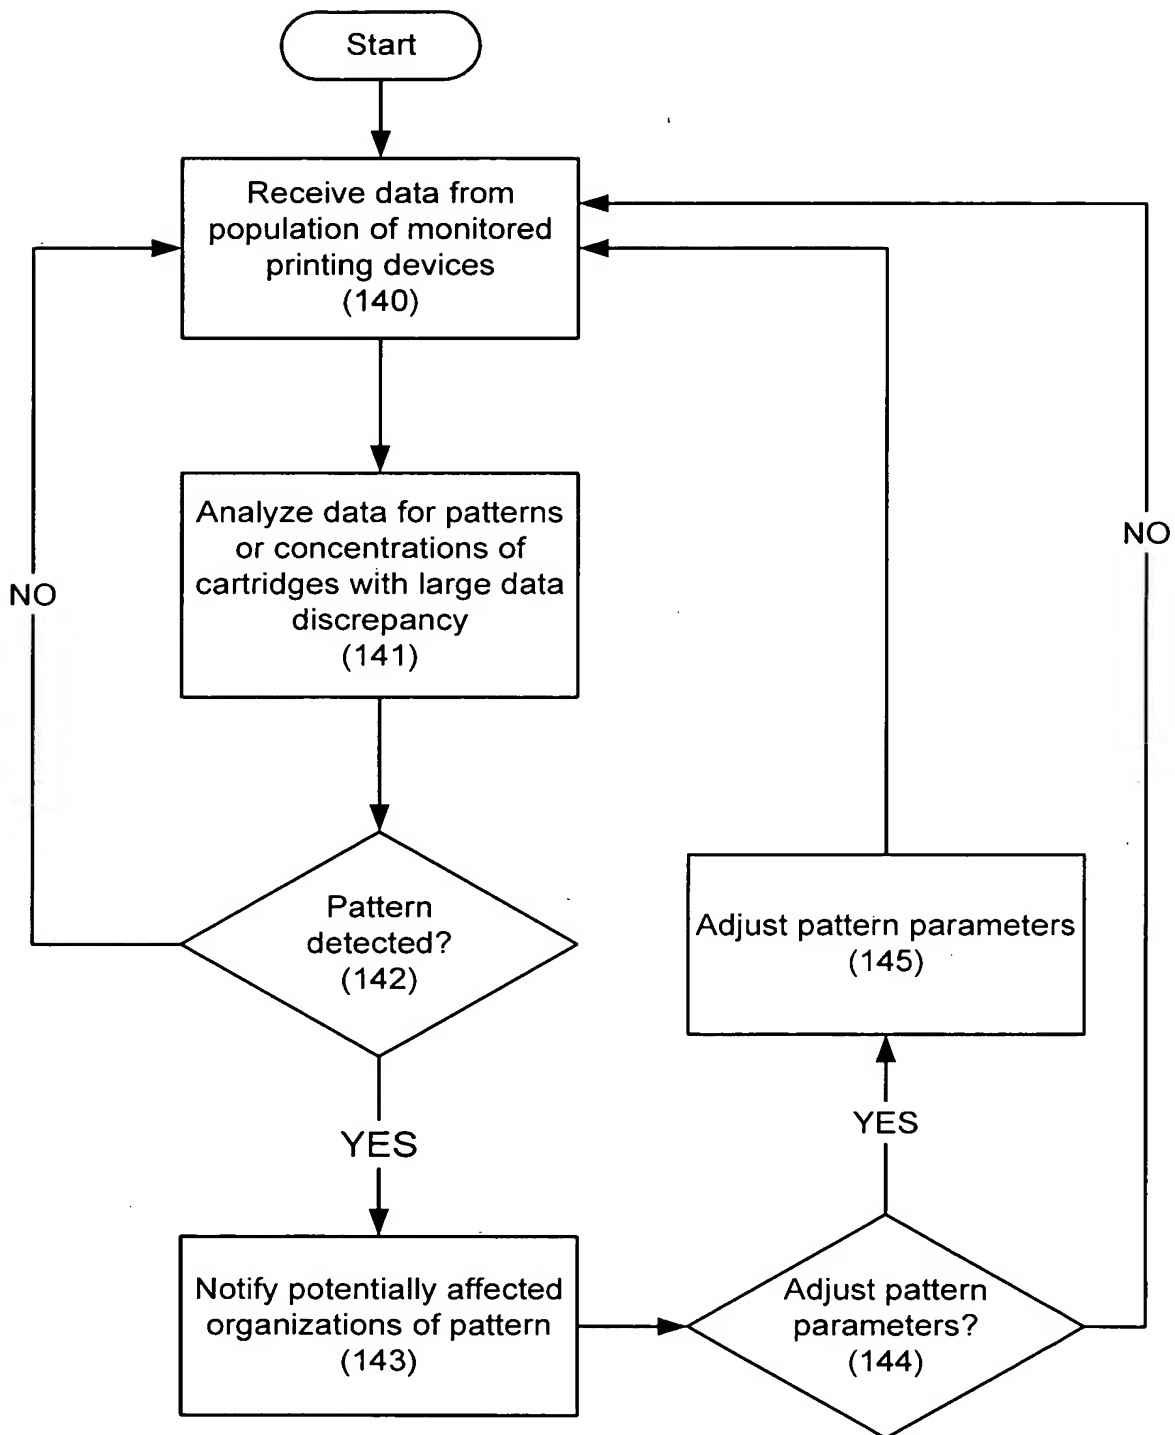 Start
Receive data from
population of monitored
printing devices
(140)
Analyze data for patterns
or concentrations of
cartridges with large data
discrepancy
(141)
NO
NO
Pattern
detected?
(142)
Adjust pattern parameters
(145)
YES
YES
Notify potentially affected
organizations of pattern
(143)
Adjust pattern
parameters?
(144)